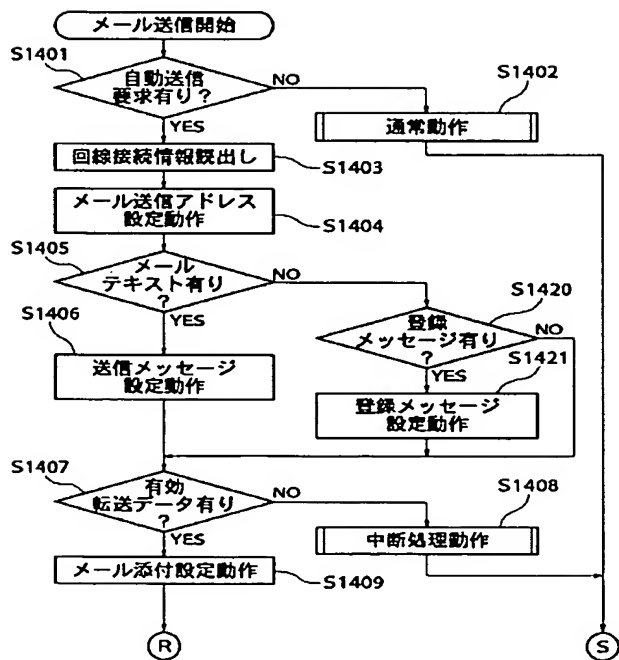 メール送信開始
S1401
自動送信
要求有り?
NO
S1402
通常動作
YES
回線接続情報読出し
S1403
メール送信アドレス
設定動作
S1404
S1405
メール
テキスト有り
?
NO
YES
S1420
登録
メッセージ有り
?
NO
YES
S1406
送信メッセージ
設定動作
S1421
登録メッセージ
設定動作
S1407
有効
転送データ有り
?
NO
YES
S1408
中断処理動作
メール添付設定動作
S1409
R
S